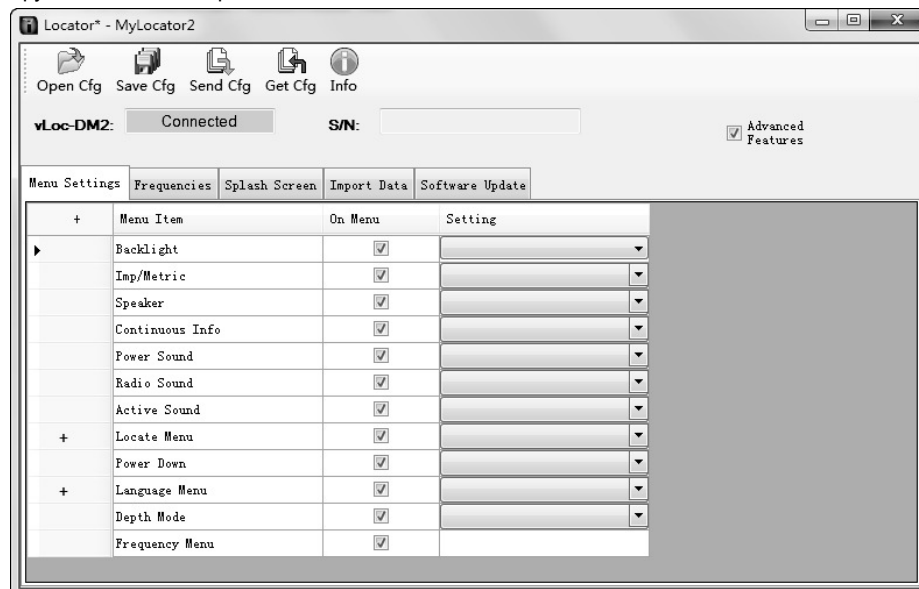 Locator* - MyLocator2
Open Cfg Save Cfg Send Cfg Get Cfg Info
vLoc-DM2: Connected S/N: Advanced Features
Menu Settings Frequencies Splash Screen Import Data Software Update
+ Menu Item On Menu Setting
Backlight
Imp/Metric
Speaker
Continuous Info
Power Sound
Radio Sound
Active Sound
+ Locate Menu
Power Down
+ Language Menu
Depth Mode
Frequency Menu